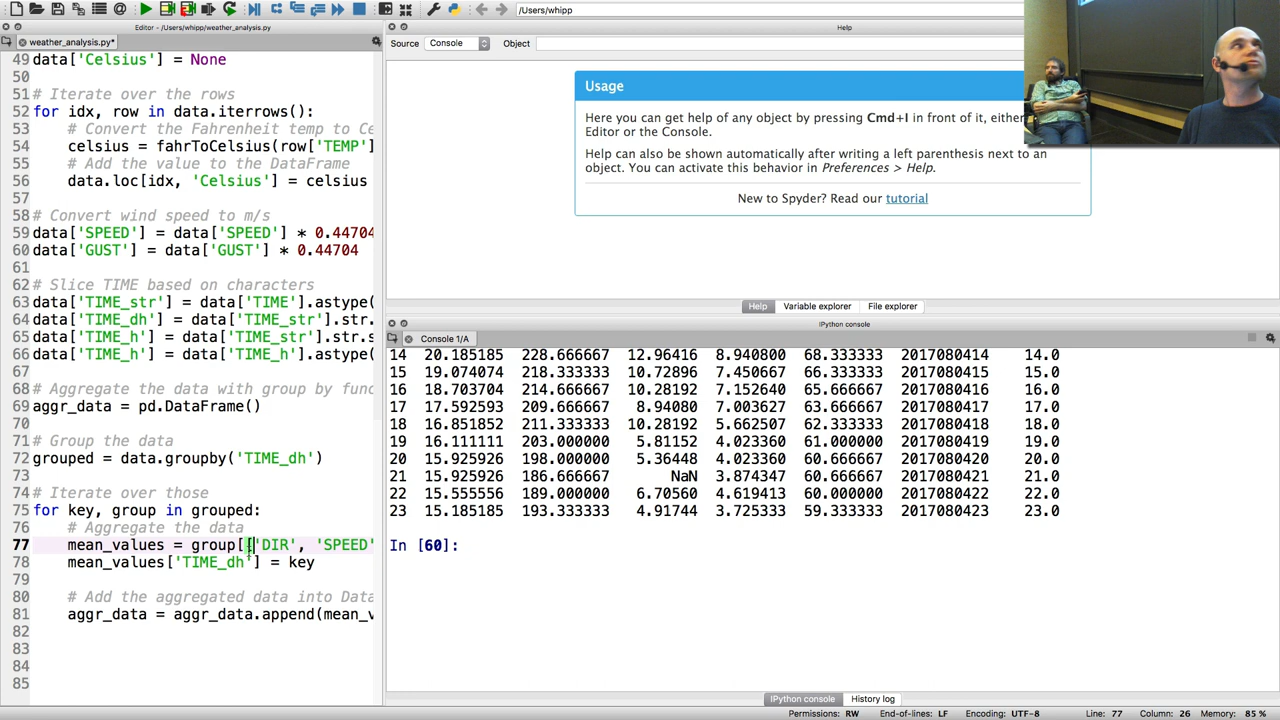 /Users/whipp
Editor - /Users/whipp/weather_analysis.py
Help
weather_analysis.py*
Source Console Object
49 data['Celsius'] = None
50
51 # Iterate over the rows
52 for idx, row in data.iterrows():
53 # Convert the Fahrenheit temp to Ce
54 celsius = fahrToCelsius(row['TEMP']
55 # Add the value to the DataFrame
56 data.loc[idx, 'Celsius'] = celsius
57
58 # Convert wind speed to m/s
59 data['SPEED'] = data['SPEED'] * 0.44704
60 data['GUST'] = data['GUST'] * 0.44704
61
62 # Slice TIME based on characters
63 data['TIME_str'] = data['TIME'].astype(
64 data['TIME_dh'] = data['TIME_str'].str.
65 data['TIME_h'] = data['TIME_str'].str.s
66 data['TIME_h'] = data['TIME_h'].astype(
67
68 # Aggregate the data with group by func
69 aggr_data = pd.DataFrame()
70
71 # Group the data
72 grouped = data.groupby('TIME_dh')
73
74 # Iterate over those
75 for key, group in grouped:
76 # Aggregate the data
77 mean_values = group[['DIR', 'SPEED'
78 mean_values['TIME_dh'] = key
79
80 # Add the aggregated data into Data
81 aggr_data = aggr_data.append(mean_v
82
83
84
85
Usage
Here you can get help of any object by pressing Cmd+I in front of it, eithe
Editor or the Console.
Help can also be shown automatically after writing a left parenthesis next to an
object. You can activate this behavior in Preferences > Help.
New to Spyder? Read our tutorial
Help Variable explorer File explorer
IPython console
Console 1/A
14 20.185185 228.666667 12.96416 8.940800 68.333333 2017080414 14.0
15 19.074074 218.333333 10.72896 7.450667 66.333333 2017080415 15.0
16 18.703704 214.666667 10.28192 7.152640 65.666667 2017080416 16.0
17 17.592593 209.666667 8.94080 7.003627 63.666667 2017080417 17.0
18 16.851852 211.333333 10.28192 5.662507 62.333333 2017080418 18.0
19 16.111111 203.000000 5.81152 4.023360 61.000000 2017080419 19.0
20 15.925926 198.000000 5.36448 4.023360 60.666667 2017080420 20.0
21 15.925926 186.666667 NaN 3.874347 60.666667 2017080421 21.0
22 15.555556 189.000000 6.70560 4.619413 60.000000 2017080422 22.0
23 15.185185 193.333333 4.91744 3.725333 59.333333 2017080423 23.0
In [60]:
IPython console History log
Permissions: RW End-of-lines: LF Encoding: UTF-8 Line: 77 Column: 26 Memory: 85 %